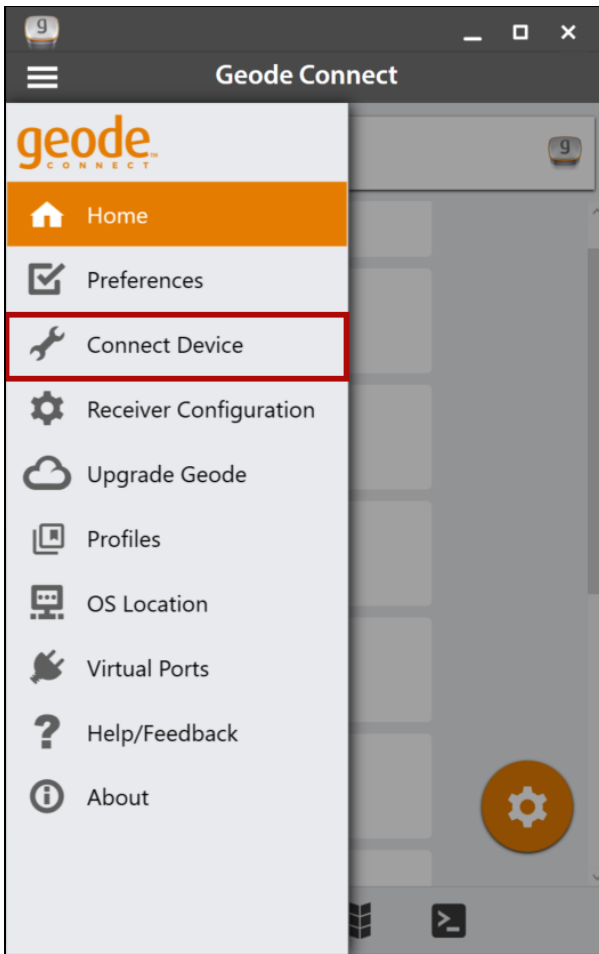 g
Geode Connect
geode™
CONNECT
g
Home
Preferences
Connect Device
Receiver Configuration
Upgrade Geode
Profiles
OS Location
Virtual Ports
Help/Feedback
About